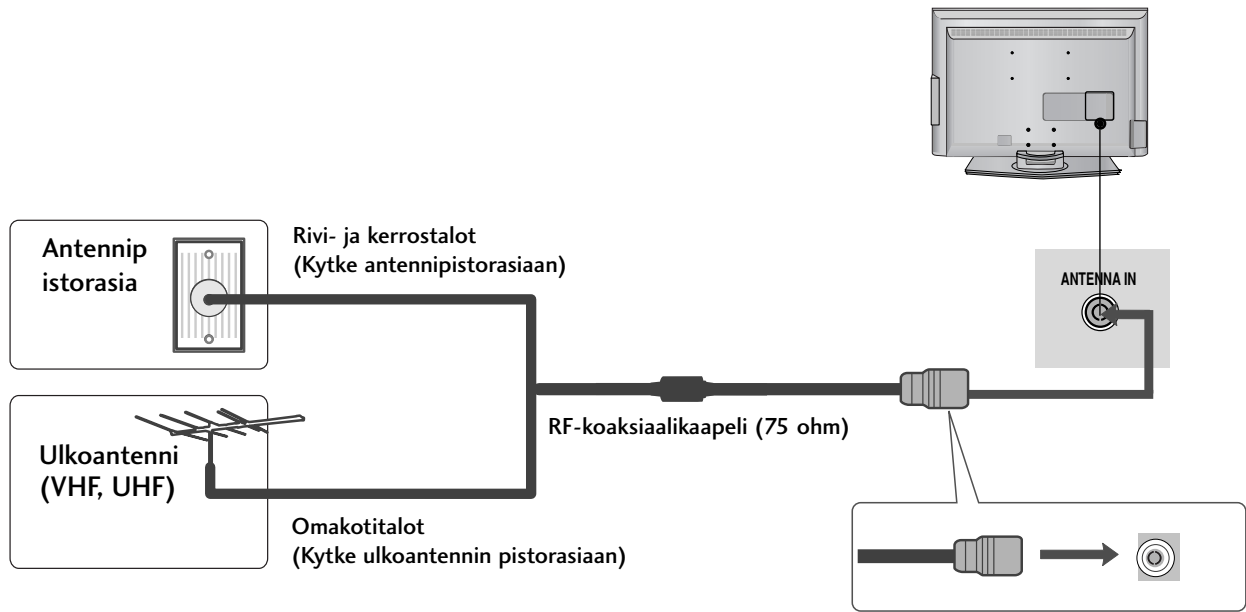 Antennip
istorasia
Rivi- ja kerrostalot
(Kytke antennipistorasiaan)
ANTENNA IN
RF-koaksiaalikaapeli (75 ohm)
Ulkoantenni
(VHF, UHF)
Omakotitalot
(Kytke ulkoantennin pistorasiaan)